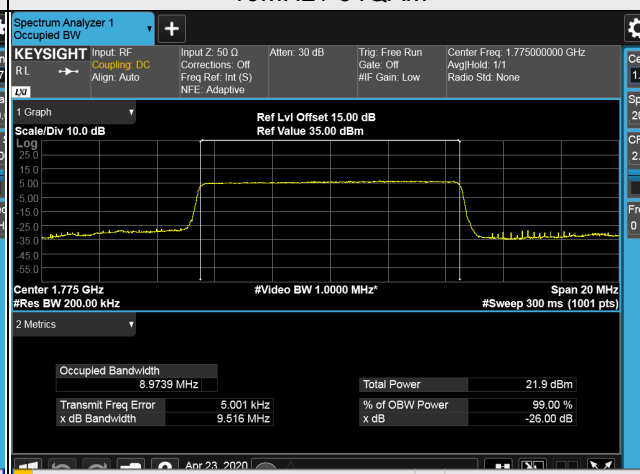 Spectrum Analyzer 1
Occupied BW
KEYSIGHT
RL
LXI
Input: RF
Coupling: DC
Align: Auto
Input Z: 50 Ω
Corrections: Off
Freq Ref: Int (S)
NFE: Adaptive
Atten: 30 dB
Trig: Free Run
Gate: Off
#IF Gain: Low
Center Freq: 1.775000000 GHz
Avg|Hold: 1/1
Radio Std: None
1 Graph
Scale/Div 10.0 dB
Ref Lvl Offset 15.00 dB
Ref Value 35.00 dBm
Log
25.0
15.0
5.00
-5.00
-15.0
-25.0
-35.0
-45.0
-55.0
Center 1.775 GHz
#Video BW 1.0000 MHz*
Span 20 MHz
#Res BW 200.00 kHz
#Sweep 300 ms (1001 pts)
2 Metrics
Occupied Bandwidth
8.9739 MHz
Total Power 21.9 dBm
Transmit Freq Error 5.001 kHz
% of OBW Power 99.00 %
x dB Bandwidth 9.516 MHz
x dB -26.00 dB
Apr 23, 2020